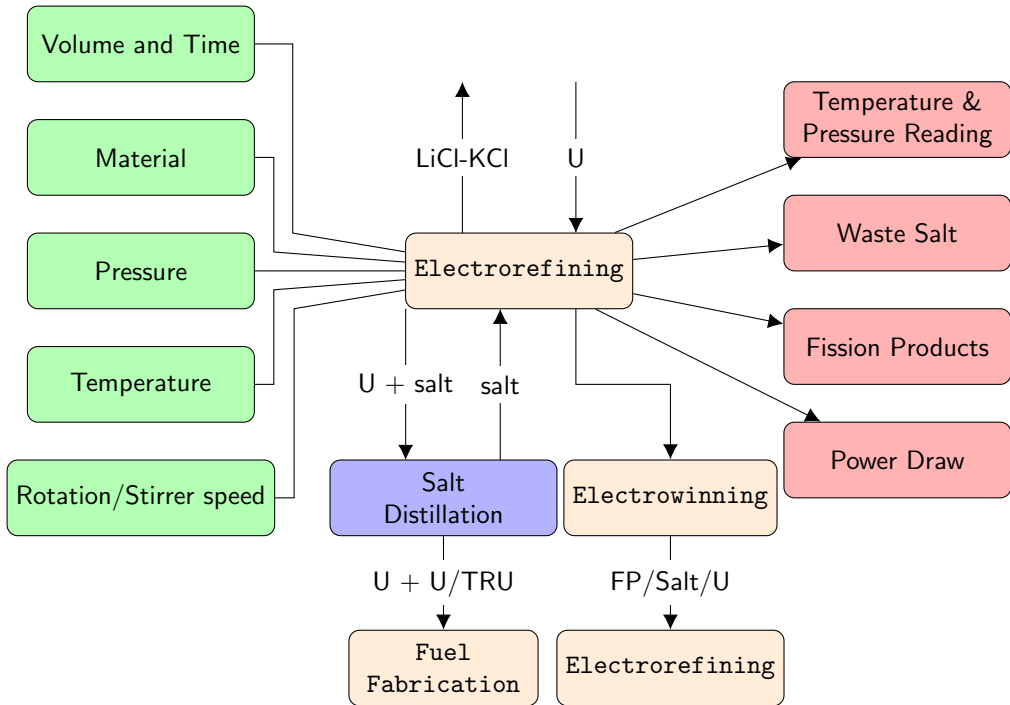 Volume and Time
Material
Pressure
Temperature
Rotation/Stirrer speed
LiCl-KCl
U
Electrorefining
U + salt
salt
Salt
Distillation
Electrowinning
U + U/TRU
FP/Salt/U
Fuel
Fabrication
Electrorefining
Temperature &
Pressure Reading
Waste Salt
Fission Products
Power Draw